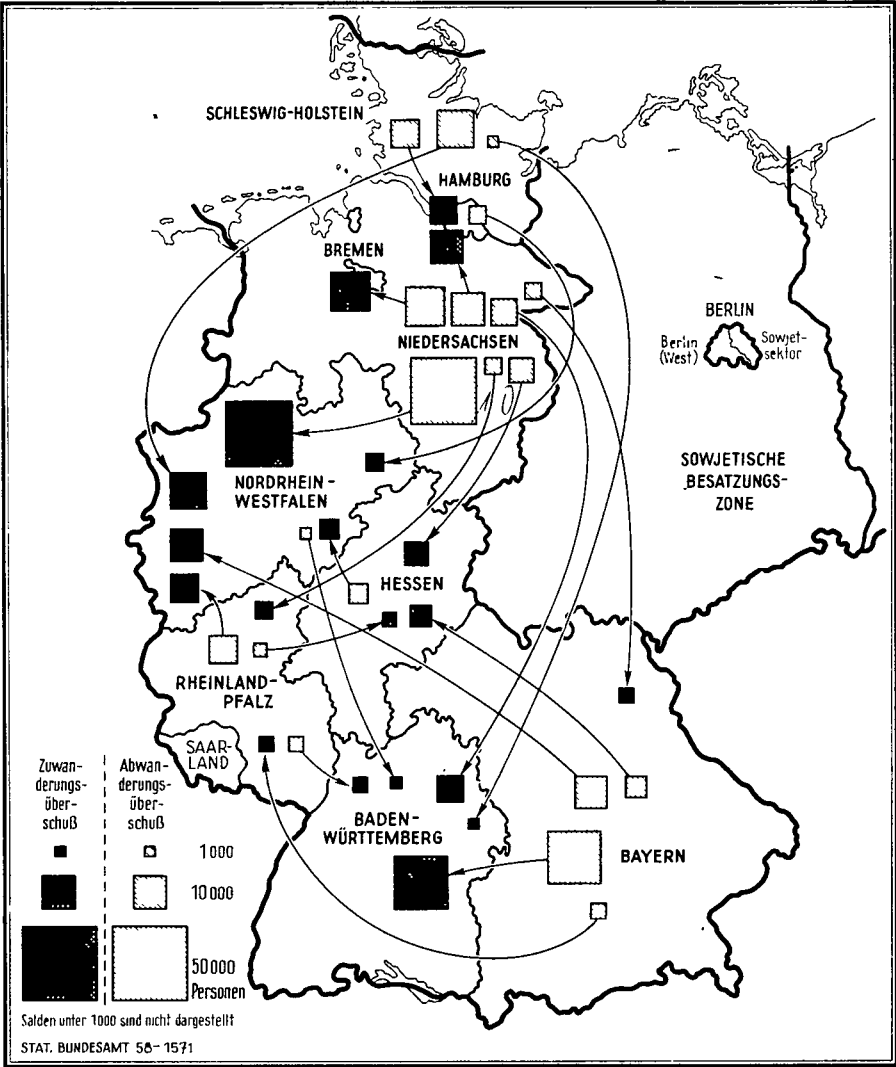 SCHLESWIG-HOLSTEIN
HAMBURG
BREMEN
NIEDERSACHSEN
BERLIN
Berlin
(West)
Sowjet-
sektor
NORDRHEIN-
WESTFALEN
SOWJETISCHE
BESATZUNGS-
ZONE
HESSEN
RHEINLAND-
PFALZ
SAAR-
LAND
BADEN-
WÜRTTEMBERG
BAYERN
Zuwan-
derungs-
über-
schuß
Abwan-
derungs-
über-
schuß
1000
10000
50000
Personen
Salden unter 1000 sind nicht dargestellt
STAT. BUNDESAMT 58-1571